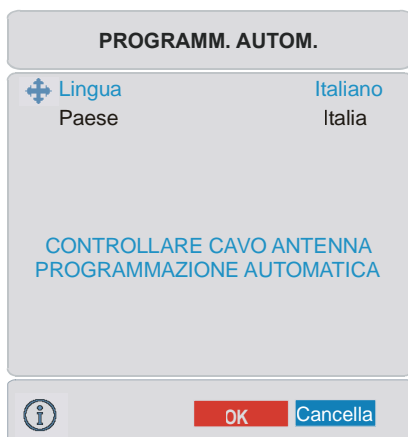 PROGRAMM. AUTOM.
Lingua Italiano
Paese Italia
CONTROLLARE CAVO ANTENNA
PROGRAMMAZIONE AUTOMATICA
i OK Cancella